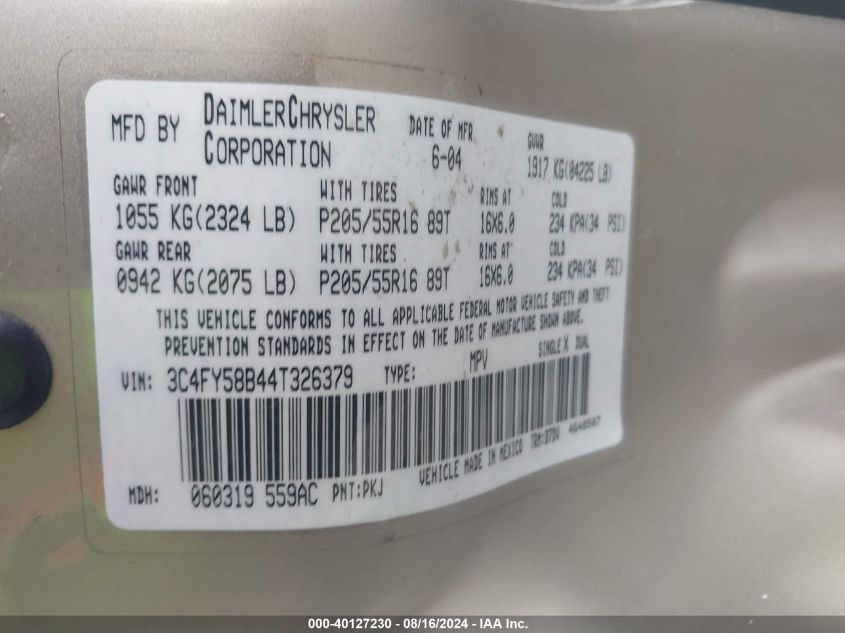 MFD BY DAIMLERCHRYSLER CORPORATION
DATE OF MFR 6-04
GVWR 1917 KG(04225 LB)
GAWR FRONT WITH TIRES RIMS AT COLD
1055 KG(2324 LB) P205/55R16 89T 16X6.0 234 KPA(34 PSI)
GAWR REAR WITH TIRES RIMS AT COLD
0942 KG(2075 LB) P205/55R16 89T 16X6.0 234 KPA(34 PSI)
THIS VEHICLE CONFORMS TO ALL APPLICABLE FEDERAL MOTOR VEHICLE SAFETY AND THEFT
PREVENTION STANDARDS IN EFFECT ON THE DATE OF MANUFACTURE SHOWN ABOVE.
VIN: 3C4FY58B44T326379 TYPE: MPV SINGLE X DUAL
MDH: 060319 559AC PNT:PKJ VEHICLE MADE IN MEXICO TRM:B7DV 4648507
000-40127230 - 08/16/2024 - IAA Inc.